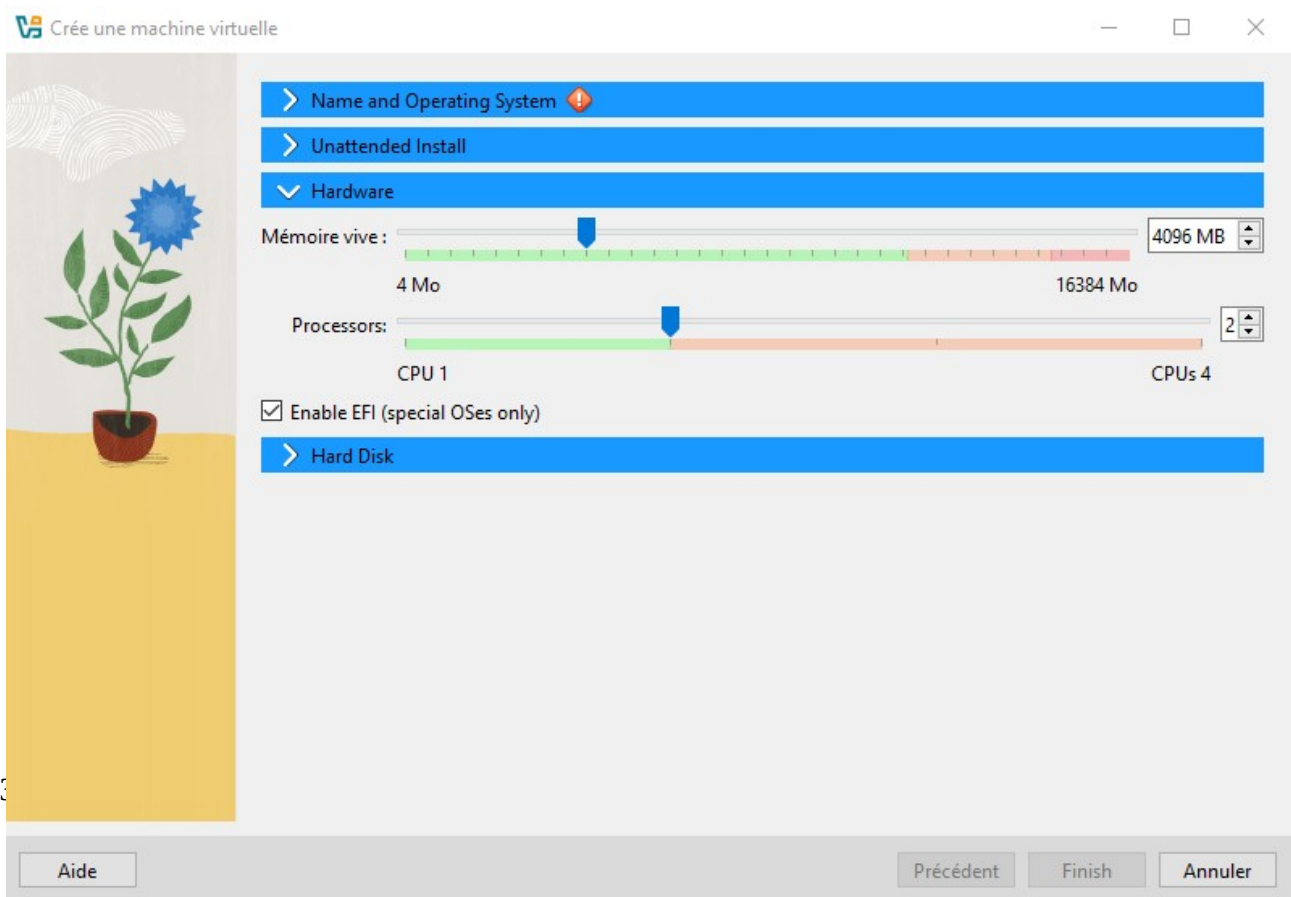 Crée une machine virtuelle
Name and Operating System
Unattended Install
Hardware
Mémoire vive : 4096 MB
4 Mo 16384 Mo
Processors: 2
CPU 1 CPUs 4
Enable EFI (special OSes only)
Hard Disk
Aide Précédent Finish Annuler